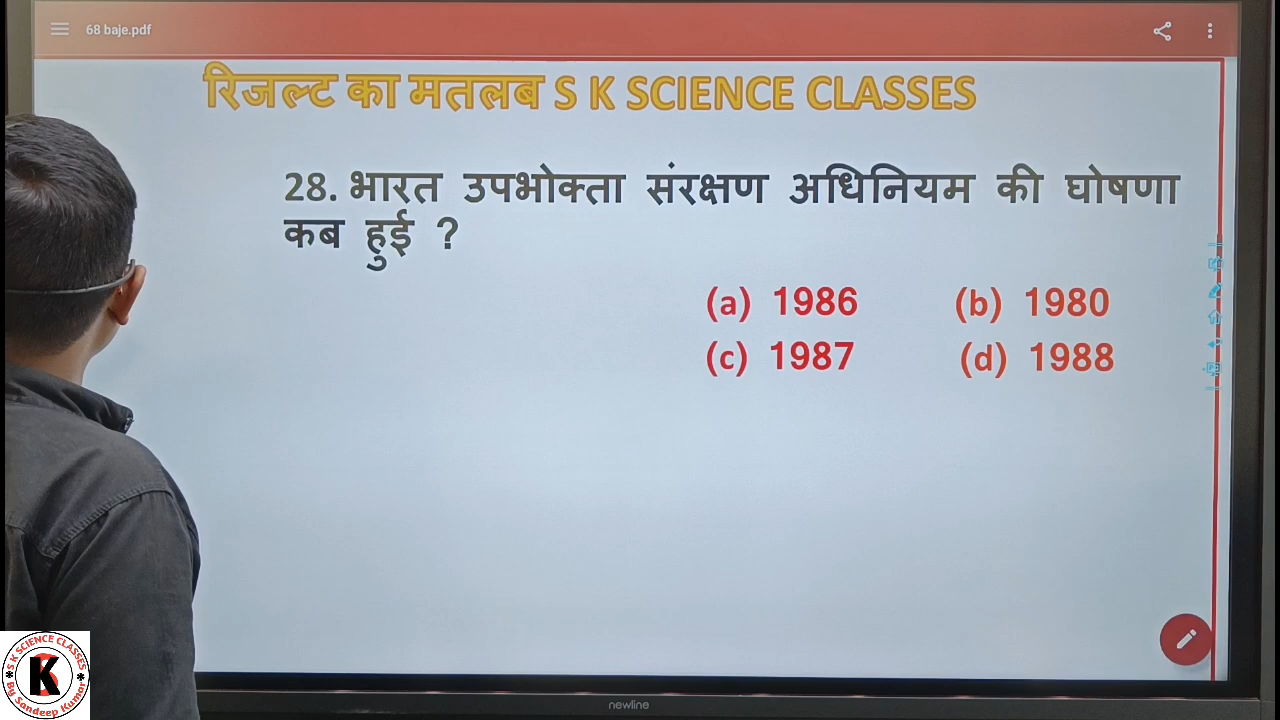 68 baje.pdf
रिजल्ट का मतलब S K SCIENCE CLASSES
28. भारत उपभोक्ता संरक्षण अधिनियम की घोषणा
कब हुई ?
(a) 1986 (b) 1980
(c) 1987 (d) 1988
S K SCIENCE CLASSES
K
By Sandeep Kumar
newline